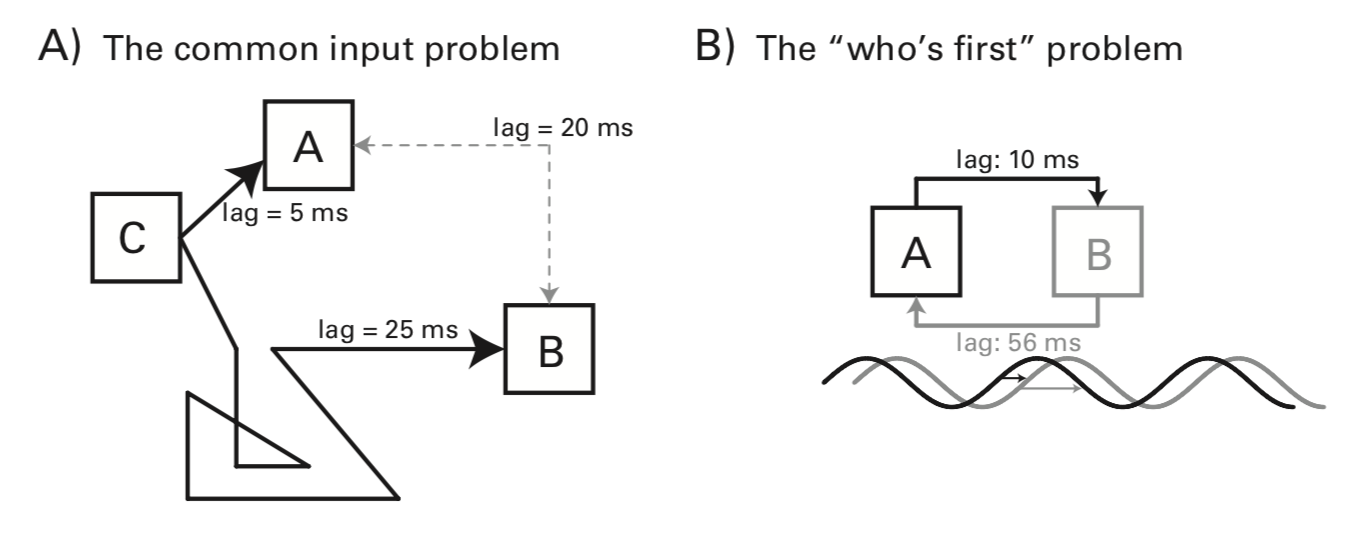 A) The common input problem
A
lag = 20 ms
lag = 5 ms
C
lag = 25 ms
B
B) The “who’s first” problem
lag: 10 ms
A
B
lag: 56 ms